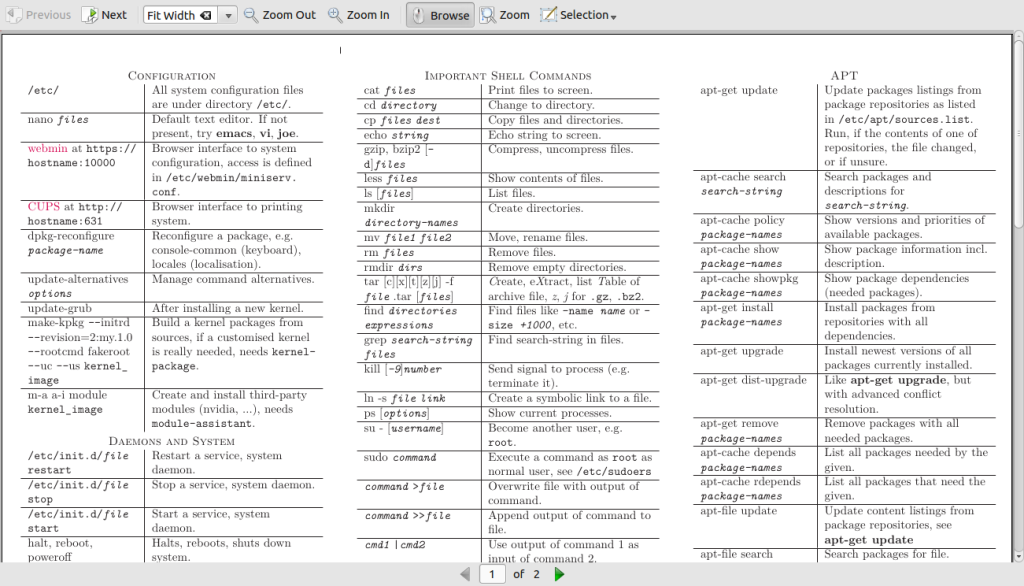 Previous Next Fit Width Zoom Out Zoom In Browse Zoom Selection
CONFIGURATION
/etc/ All system configuration files
are under directory /etc/.
nano files Default text editor. If not
present, try emacs, vi, joe.
webmin at https:// Browser interface to system
hostname:10000 configuration, access is defined
in /etc/webmin/miniserv.
conf.
CUPS at http:// Browser interface to printing
hostname:631 system.
dpkg-reconfigure Reconfigure a package, e.g.
package-name console-common (keyboard),
locales (localisation).
update-alternatives Manage command alternatives.
options
update-grub After installing a new kernel.
make-kpkg --initrd Build a kernel packages from
--revision=2:my.1.0 sources, if a customised kernel
--rootcmd fakeroot is really needed, needs kernel-
--uc --us kernel_ package.
image
m-a a-i module Create and install third-party
kernel_image modules (nvidia, ...), needs
module-assistant.
DAEMONS AND SYSTEM
/etc/init.d/file Restart a service, system
restart daemon.
/etc/init.d/file Stop a service, system daemon.
stop
/etc/init.d/file Start a service, system
start daemon.
halt, reboot, Halts, reboots, shuts down
poweroff system.
IMPORTANT SHELL COMMANDS
cat files Print files to screen.
cd directory Change to directory.
cp files dest Copy files and directories.
echo string Echo string to screen.
gzip, bzip2 [- Compress, uncompress files.
d]files
less files Show contents of files.
ls [files] List files.
mkdir Create directories.
directory-names
mv file1 file2 Move, rename files.
rm files Remove files.
rmdir dirs Remove empty directories.
tar [c][x][t][z][j] -f Create, eXtract, list Table of
file.tar [files] archive file, z, j for .gz, .bz2.
find directories Find files like -name name or -
expressions size +1000, etc.
grep search-string Find search-string in files.
files
kill [-9]number Send signal to process (e.g.
terminate it).
ln -s file link Create a symbolic link to a file.
ps [options] Show current processes.
su - [username] Become another user, e.g.
root.
sudo command Execute a command as root as
normal user, see /etc/sudoers
command >file Overwrite file with output of
command.
command >>file Append output of command to
file.
cmd1 | cmd2 Use output of command 1 as
input of command 2.
APT
apt-get update Update packages listings from
package repositories as listed
in /etc/apt/sources.list.
Run, if the contents of one of
repositories, the file changed,
or if unsure.
apt-cache search Search packages and
search-string descriptions for
search-string.
apt-cache policy Show versions and priorities of
package-names available packages.
apt-cache show Show package information incl.
package-names description.
apt-cache showpkg Show package dependencies
package-names (needed packages).
apt-get install Install packages from
package-names repositories with all
dependencies.
apt-get upgrade Install newest versions of all
packages currently installed.
apt-get dist-upgrade Like apt-get upgrade, but
with advanced conflict
resolution.
apt-get remove Remove packages with all
package-names needed packages.
apt-cache depends List all packages needed by the
package-names given.
apt-cache rdepends List all packages that need the
package-names given.
apt-file update Update content listings from
package repositories, see
apt-get update
apt-file search Search packages for file.
1 of 2